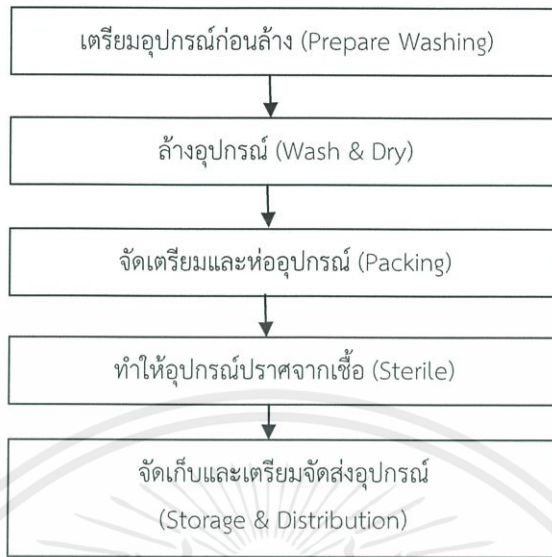 เตรียมอุปกรณ์ก่อนล้าง (Prepare Washing)
ล้างอุปกรณ์ (Wash & Dry)
จัดเตรียมและห่ออุปกรณ์ (Packing)
ทำให้อุปกรณ์ปราศจากเชื้อ (Sterile)
จัดเก็บและเตรียมจัดส่งอุปกรณ์
(Storage & Distribution)